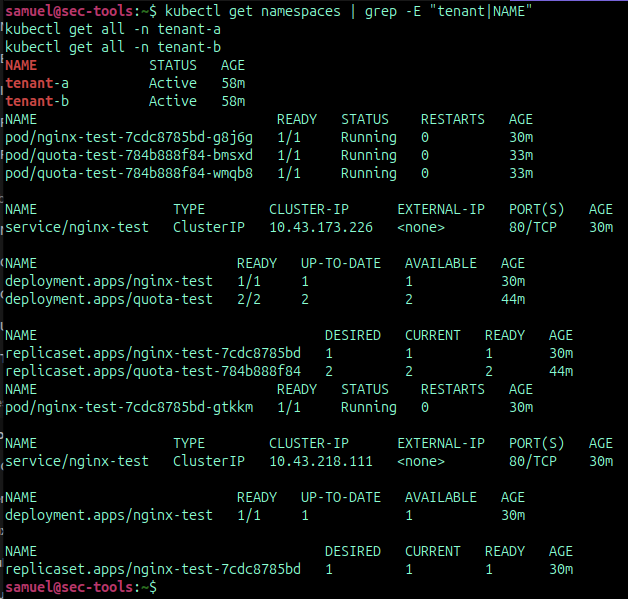 samuel@sec-tools:~$ kubectl get namespaces | grep -E "tenant|NAME"
kubectl get all -n tenant-a
kubectl get all -n tenant-b
NAME              STATUS   AGE
tenant-a          Active   58m
tenant-b          Active   58m
NAME                              READY   STATUS    RESTARTS   AGE
pod/nginx-test-7cdc8785bd-g8j6g   1/1     Running   0          30m
pod/quota-test-784b888f84-bmsxd   1/1     Running   0          33m
pod/quota-test-784b888f84-wmqb8   1/1     Running   0          33m

NAME                 TYPE        CLUSTER-IP      EXTERNAL-IP   PORT(S)   AGE
service/nginx-test   ClusterIP   10.43.173.226   <none>        80/TCP    30m

NAME                         READY   UP-TO-DATE   AVAILABLE   AGE
deployment.apps/nginx-test   1/1     1            1           30m
deployment.apps/quota-test   2/2     2            2           44m

NAME                                    DESIRED   CURRENT   READY   AGE
replicaset.apps/nginx-test-7cdc8785bd   1         1         1       30m
replicaset.apps/quota-test-784b888f84   2         2         2       44m
NAME                              READY   STATUS    RESTARTS   AGE
pod/nginx-test-7cdc8785bd-gtkkm   1/1     Running   0          30m

NAME                 TYPE        CLUSTER-IP      EXTERNAL-IP   PORT(S)   AGE
service/nginx-test   ClusterIP   10.43.218.111   <none>        80/TCP    30m

NAME                         READY   UP-TO-DATE   AVAILABLE   AGE
deployment.apps/nginx-test   1/1     1            1           30m

NAME                                    DESIRED   CURRENT   READY   AGE
replicaset.apps/nginx-test-7cdc8785bd   1         1         1       30m
samuel@sec-tools:~$